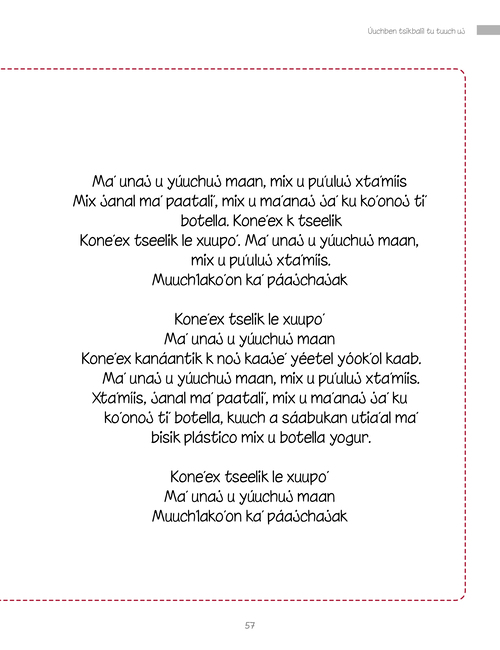 Úuchben tsikbalil tu tuuch uj
Ma' unaj u yúuchuj maan, mix u pu'uluj xta'miis
Mix janal ma' paatali', mix u ma'anaj ja' ku ko'onoj ti'
botella. Kone'ex k tseelik
Kone'ex tseelik le xuupo'. Ma' unaj u yúuchuj maan,
mix u pu'uluj xta'miis.
Muuch1ako'on ka' páajchajak
Kone'ex tselik le xuupo'
Ma' unaj u yúuchuj maan
Kone'ex kanáantik k noj kaaje' yéetel yóok'ol kaab.
Ma' unaj u yúuchuj maan, mix u pu'uluj xta'miis.
Xta'miis, janal ma' paatali', mix u ma'anaj ja' ku
ko'onoj ti' botella, kuuch a sáabukan utia'al ma'
bisik plástico mix u botella yogur.
Kone'ex tseelik le xuupo'
Ma' unaj u yúuchuj maan
Muuch1ako'on ka' páajchajak
57